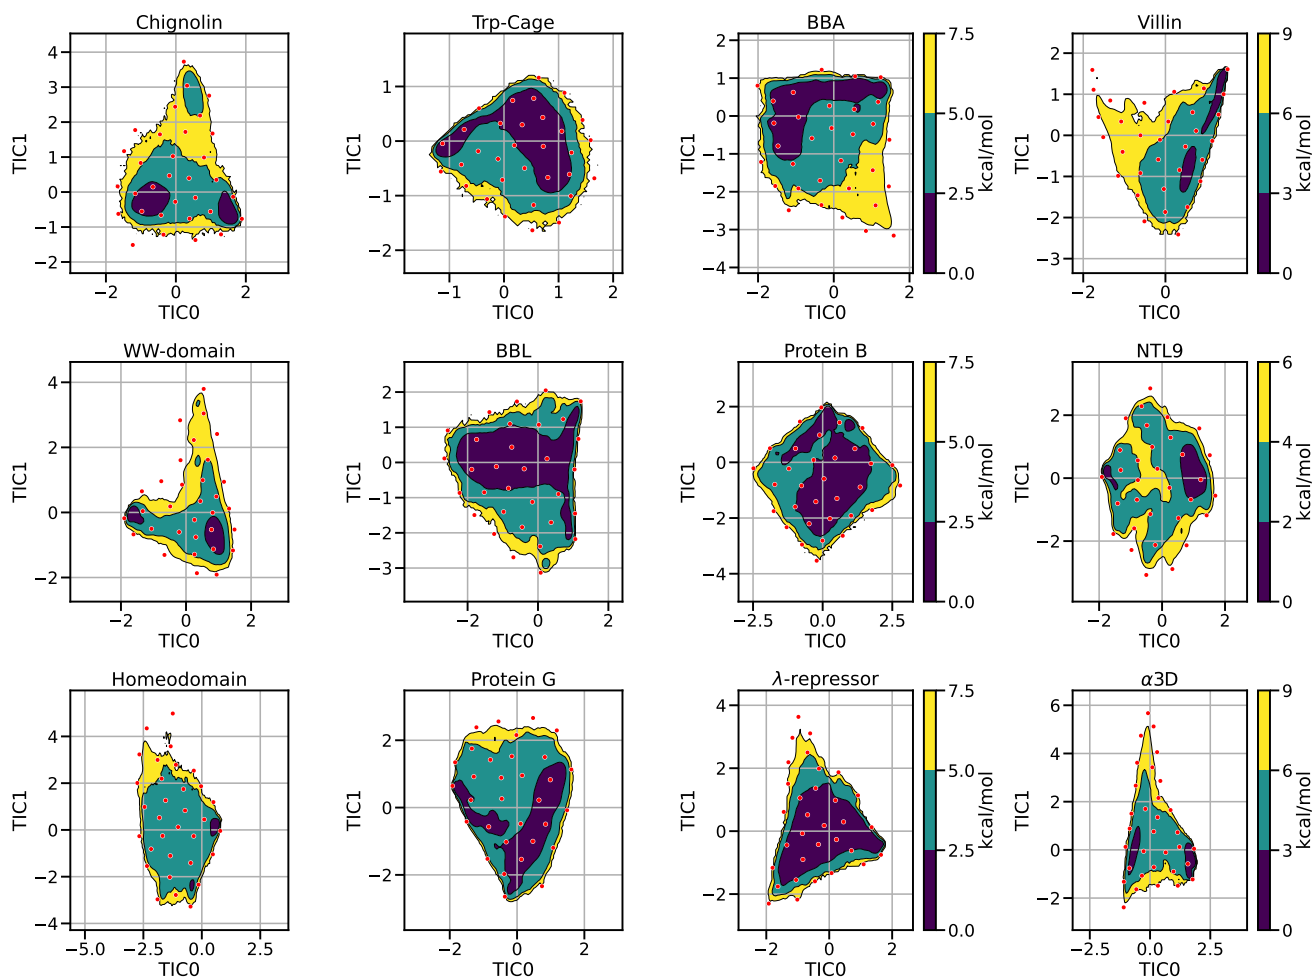 Chignolin
Trp-Cage
BBA
Villin
4
3
2
1
0
−1
−2
TIC1
−2
0
2
TIC0
1
0
−1
−2
TIC1
−1
0
1
2
TIC0
2
1
0
−1
−2
−3
−4
TIC1
−2
0
2
TIC0
7.5
5.0
2.5
0.0
kcal/mol
2
1
0
−1
−2
−3
TIC1
−2
0
TIC0
9
6
3
0
kcal/mol
WW-domain
BBL
Protein B
NTL9
4
2
0
−2
TIC1
−2
0
2
TIC0
2
1
0
−1
−2
−3
TIC1
−2
0
2
TIC0
2
0
−2
−4
TIC1
−2.5
0.0
2.5
TIC0
7.5
5.0
2.5
0.0
kcal/mol
2
0
−2
TIC1
−2
0
2
TIC0
6
4
2
0
kcal/mol
Homeodomain
Protein G
λ-repressor
α3D
4
2
0
−2
−4
TIC1
−5.0
−2.5
0.0
2.5
TIC0
2
0
−2
TIC1
−2
0
2
TIC0
4
2
0
−2
TIC1
−2
0
2
TIC0
7.5
5.0
2.5
0.0
kcal/mol
6
4
2
0
−2
TIC1
−2.5
0.0
2.5
TIC0
9
6
3
0
kcal/mol